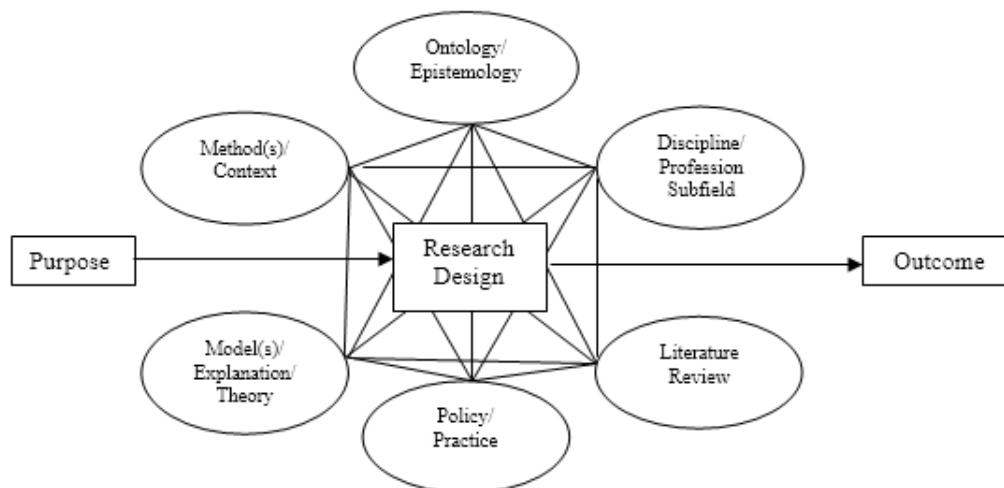 Ontology/
Epistemology
Method(s)/
Context
Discipline/
Profession
Subfield
Purpose
Research
Design
Outcome
Model(s)/
Explanation/
Theory
Policy/
Practice
Literature
Review